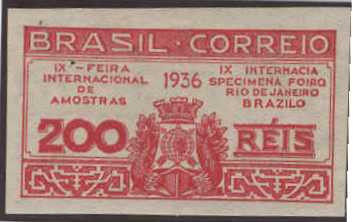 BRASIL · CORREIO
IX - FEIRA
INTERNACIONAL
DE
AMOSTRAS
1936
IX INTERNACIA
SPECIMENA FOIRO
RIO DE JANEIRO
BRAZILO
200 RÉIS